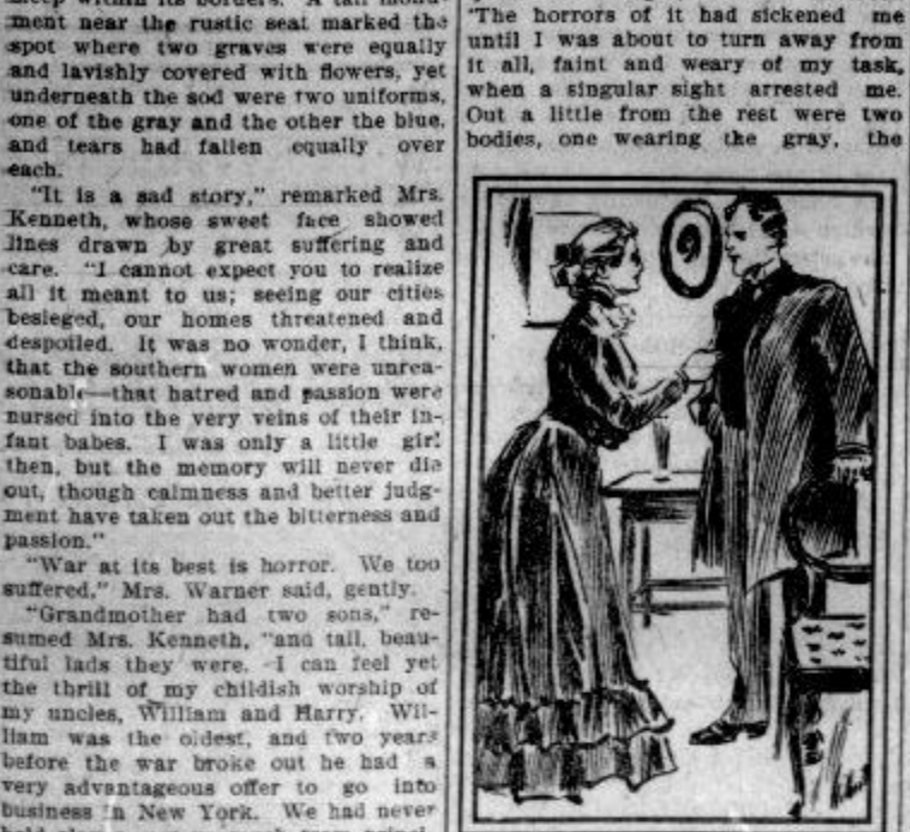 sleep within its borders. A tall monu-
ment near the rustic seat marked the
spot where two graves were equally
and lavishly covered with flowers, yet
underneath the sod were two uniforms,
one of the gray and the other the blue,
and tears had fallen equally over
each.
"It is a sad story," remarked Mrs.
Kenneth, whose sweet face showed
lines drawn by great suffering and
care. "I cannot expect you to realize
all it meant to us; seeing our cities
besieged, our homes threatened and
despoiled. It was no wonder, I think,
that the southern women were unrea-
sonable—that hatred and passion were
nursed into the very veins of their in-
fant babes. I was only a little girl
then, but the memory will never die
out, though calmness and better judg-
ment have taken out the bitterness and
passion."
"War at its best is horror. We too
suffered," Mrs. Warner said, gently.
"Grandmother had two sons," re-
sumed Mrs. Kenneth, "and tall, beau-
tiful lads they were. I can feel yet
the thrill of my childish worship of
my uncles, William and Harry. Wil-
liam was the oldest, and two years
before the war broke out he had a
very advantageous offer to go into
business in New York. We had never
"The horrors of it had sickened me
until I was about to turn away from
it all, faint and weary of my task,
when a singular sight arrested me.
Out a little from the rest were two
bodies, one wearing the gray, the